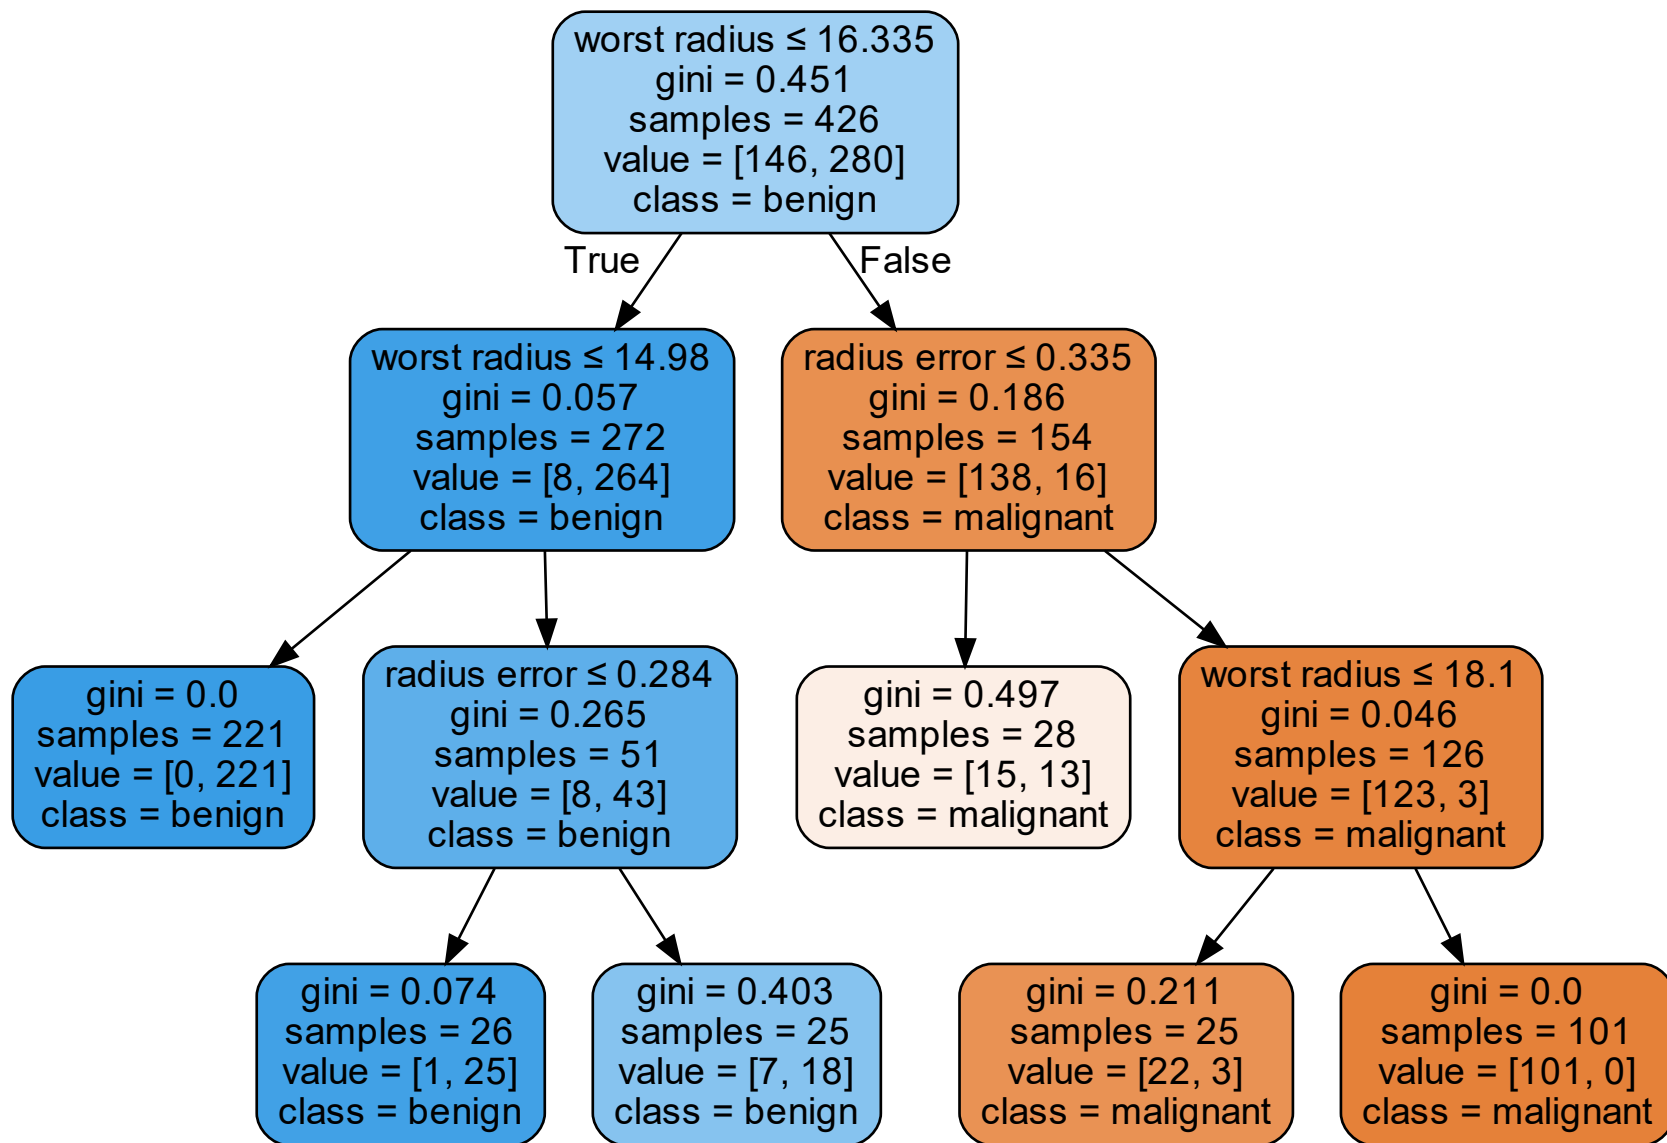 worst radius ≤ 16.335
gini = 0.451
samples = 426
value = [146, 280]
class = benign
True
False
worst radius ≤ 14.98
gini = 0.057
samples = 272
value = [8, 264]
class = benign
radius error ≤ 0.335
gini = 0.186
samples = 154
value = [138, 16]
class = malignant
gini = 0.0
samples = 221
value = [0, 221]
class = benign
radius error ≤ 0.284
gini = 0.265
samples = 51
value = [8, 43]
class = benign
gini = 0.497
samples = 28
value = [15, 13]
class = malignant
worst radius ≤ 18.1
gini = 0.046
samples = 126
value = [123, 3]
class = malignant
gini = 0.074
samples = 26
value = [1, 25]
class = benign
gini = 0.403
samples = 25
value = [7, 18]
class = benign
gini = 0.211
samples = 25
value = [22, 3]
class = malignant
gini = 0.0
samples = 101
value = [101, 0]
class = malignant